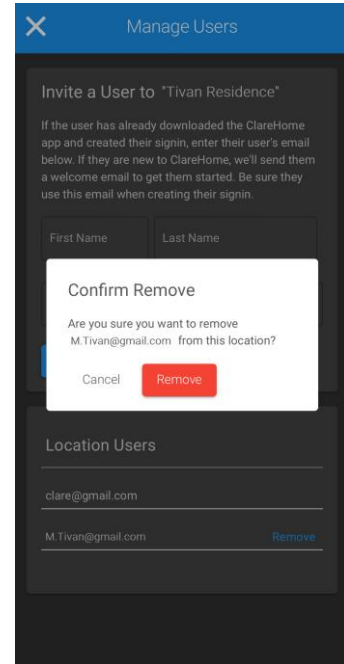 Manage Users
Invite a User to "Tivan Residence"
If the user has already downloaded the ClareHome
app and created their signin, enter their user's email
below. If they are new to ClareHome, we'll send them
a welcome email to get them started. Be sure they
use this email when creating their signin.
First Name Last Name
Confirm Remove
Are you sure you want to remove
M.Tivan@gmail.com from this location?
Cancel Remove
Location Users
clare@gmail.com
M.Tivan@gmail.com Remove